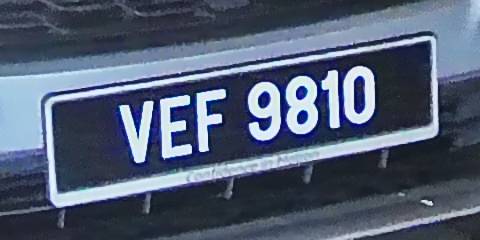 VEF 9810
Confidence in Motion